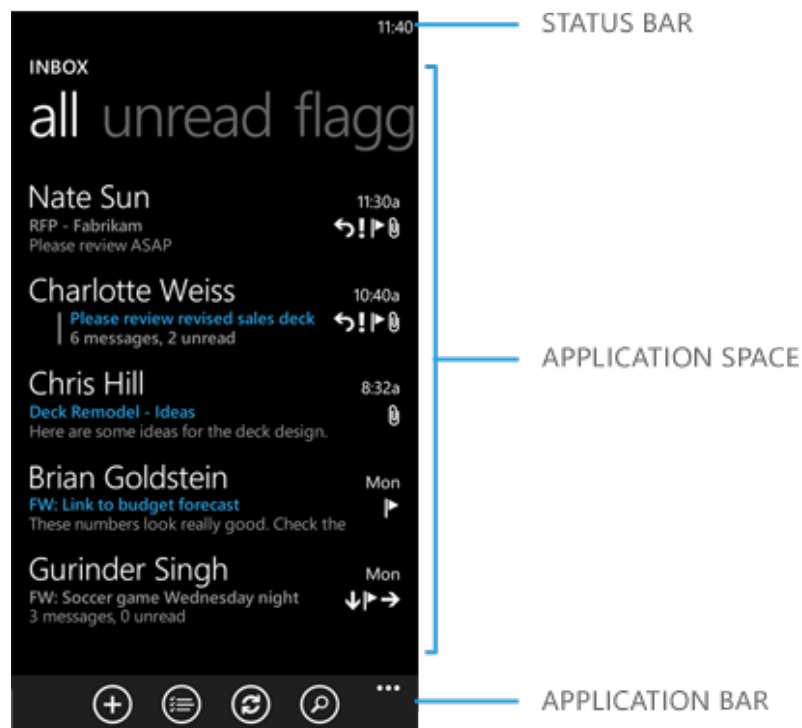 11:40
STATUS BAR
INBOX
all unread flagg
Nate Sun
11:30a
RFP - Fabrikam
Please review ASAP
Charlotte Weiss
10:40a
Please review revised sales deck
6 messages, 2 unread
APPLICATION SPACE
Chris Hill
8:32a
Deck Remodel - Ideas
Here are some ideas for the deck design.
Brian Goldstein
Mon
FW: Link to budget forecast
These numbers look really good. Check the
Gurinder Singh
Mon
FW: Soccer game Wednesday night
3 messages, 0 unread
APPLICATION BAR